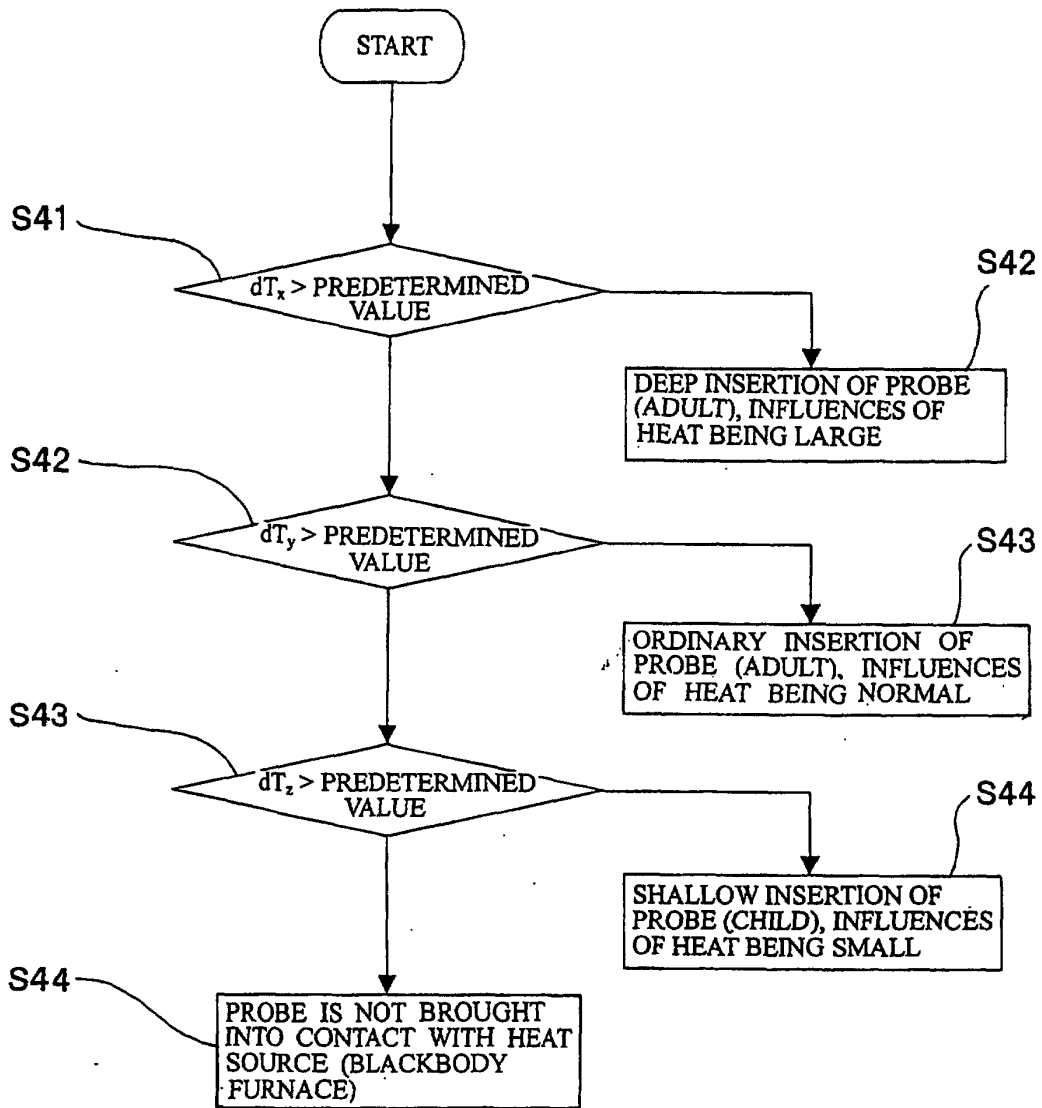 START
S41
dTx > PREDETERMINED
VALUE
S42
DEEP INSERTION OF PROBE
(ADULT), INFLUENCES OF
HEAT BEING LARGE
S42
dTy > PREDETERMINED
VALUE
S43
ORDINARY INSERTION OF
PROBE (ADULT), INFLUENCES
OF HEAT BEING NORMAL
S43
dTz > PREDETERMINED
VALUE
S44
SHALLOW INSERTION OF
PROBE (CHILD), INFLUENCES
OF HEAT BEING SMALL
S44
PROBE IS NOT BROUGHT
INTO CONTACT WITH HEAT
SOURCE (BLACKBODY
FURNACE)